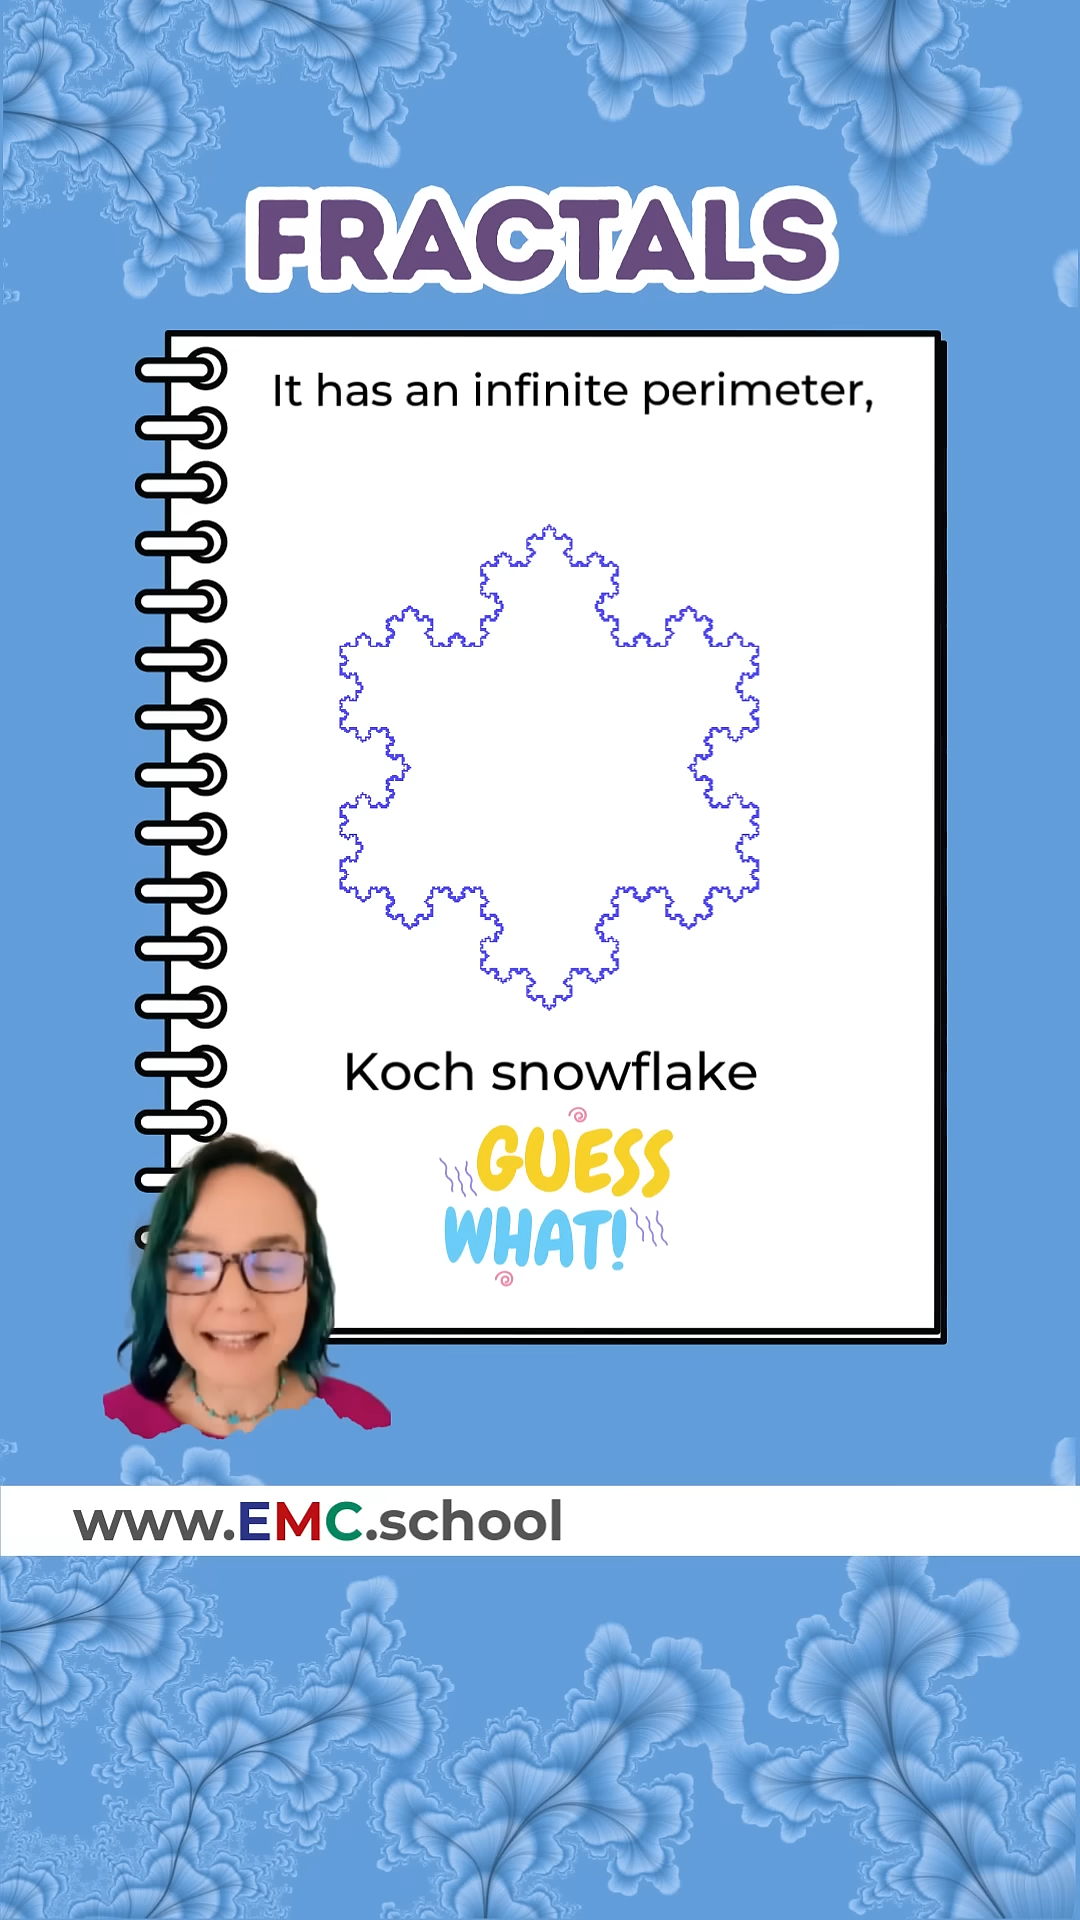 FRACTALS
It has an infinite perimeter,
Koch snowflake
GUESS
WHAT!
www.EMC.school